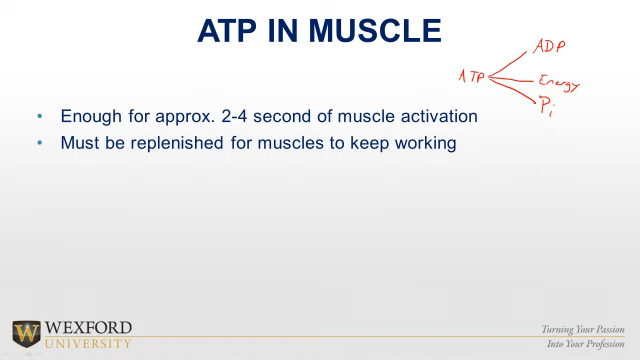 ATP IN MUSCLE
ADP
ATP
Energy
Pi
• Enough for approx. 2-4 second of muscle activation
• Must be replenished for muscles to keep working
W WEXFORD
UNIVERSITY
Turning Your Passion
Into Your Profession